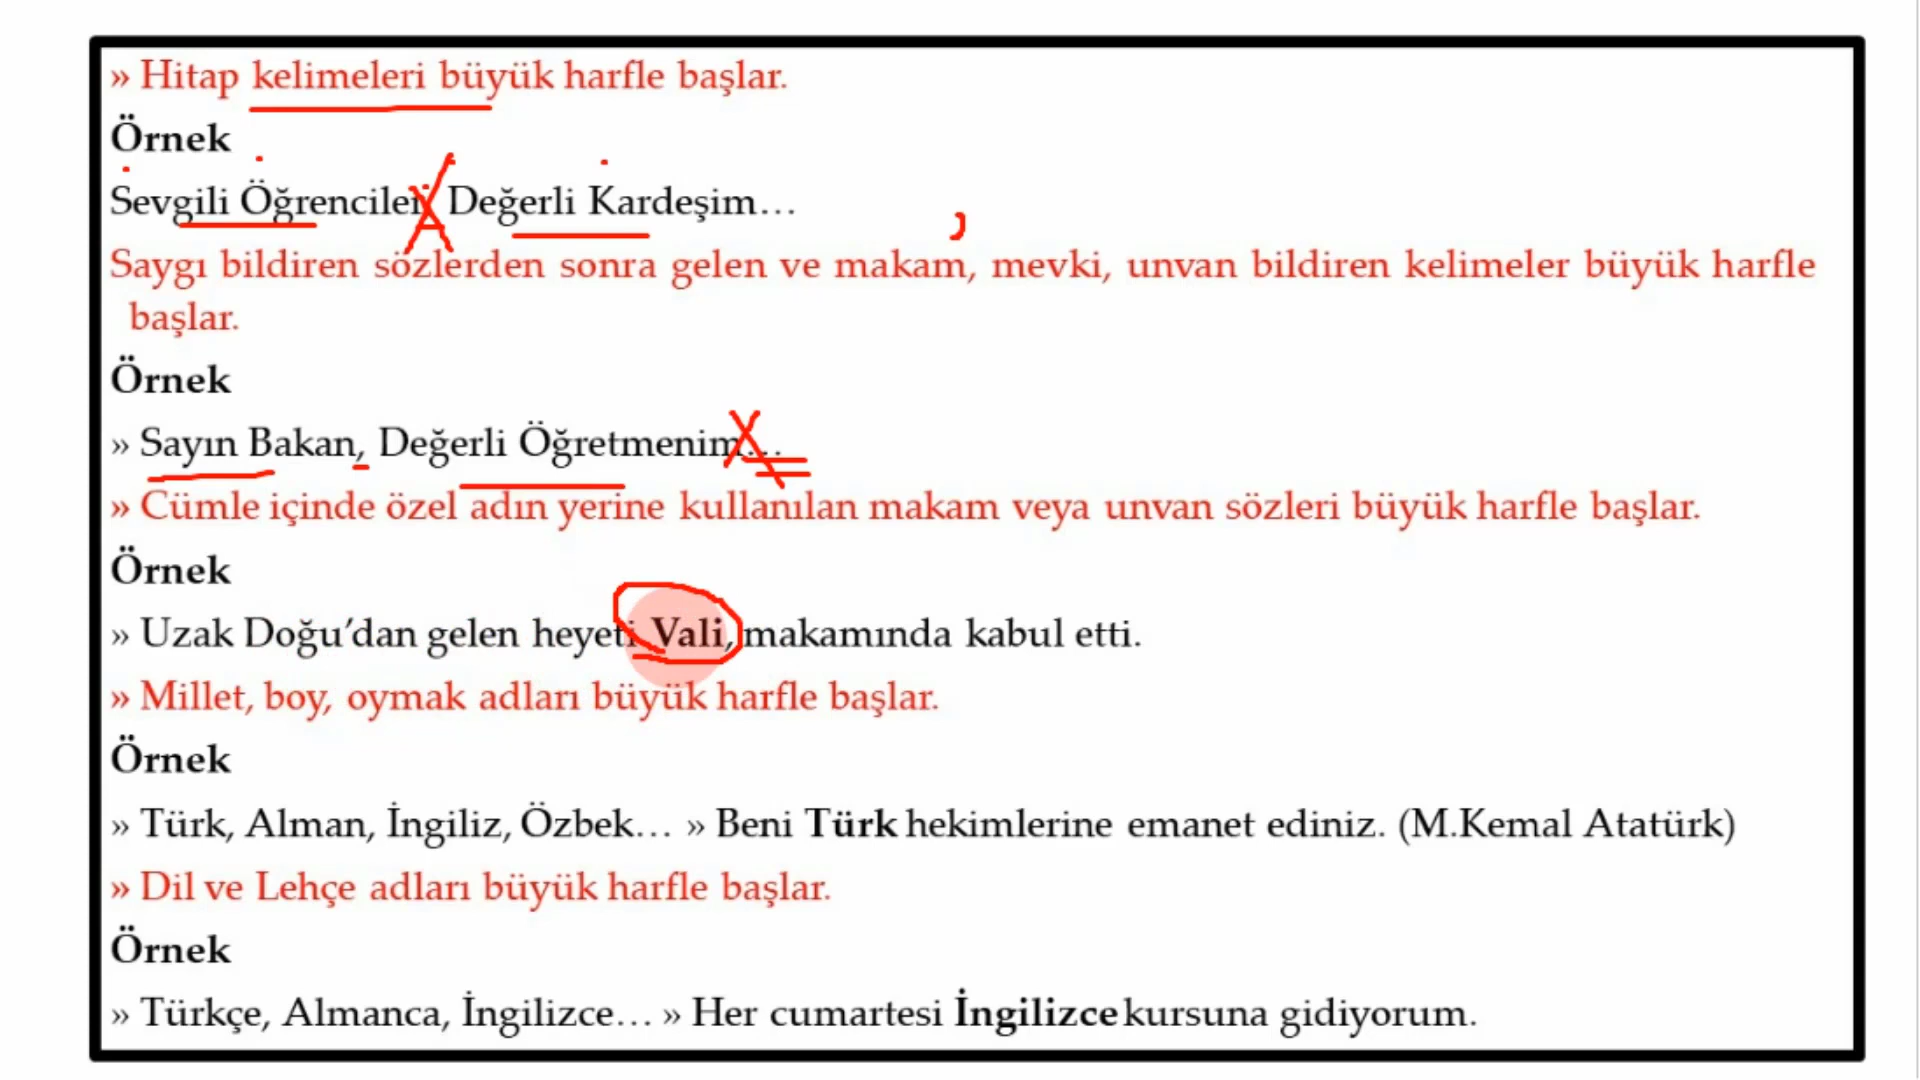 » Hitap kelimeleri büyük harfle başlar.
Örnek
Sevgili Öğrenciler, Değerli Kardeşim…
Saygı bildiren sözlerden sonra gelen ve makam, mevki, unvan bildiren kelimeler büyük harfle
başlar.
Örnek
» Sayın Bakan, Değerli Öğretmenim…
» Cümle içinde özel adın yerine kullanılan makam veya unvan sözleri büyük harfle başlar.
Örnek
» Uzak Doğu’dan gelen heyeti Vali, makamında kabul etti.
» Millet, boy, oymak adları büyük harfle başlar.
Örnek
» Türk, Alman, İngiliz, Özbek… » Beni Türk hekimlerine emanet ediniz. (M.Kemal Atatürk)
» Dil ve Lehçe adları büyük harfle başlar.
Örnek
» Türkçe, Almanca, İngilizce… » Her cumartesi İngilizce kursuna gidiyorum.